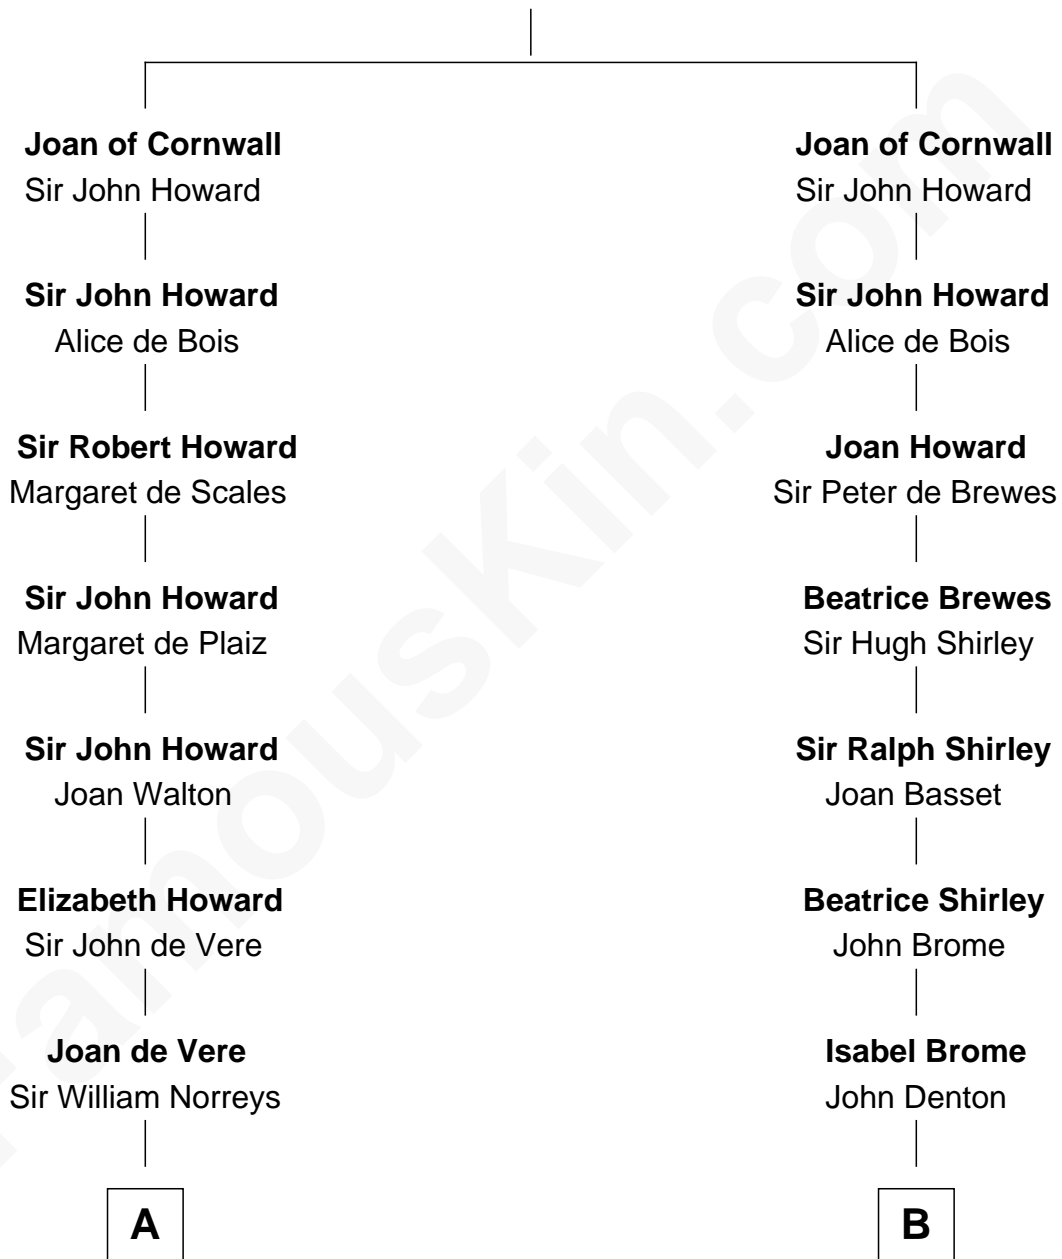 Joan of Cornwall
Sir John Howard
Sir John Howard
Alice de Bois
Sir Robert Howard
Margaret de Scales
Sir John Howard
Margaret de Plaiz
Sir John Howard
Joan Walton
Elizabeth Howard
Sir John de Vere
Joan de Vere
Sir William Norreys
A
Joan of Cornwall
Sir John Howard
Sir John Howard
Alice de Bois
Joan Howard
Sir Peter de Brewes
Beatrice Brewes
Sir Hugh Shirley
Sir Ralph Shirley
Joan Basset
Beatrice Shirley
John Brome
Isabel Brome
John Denton
B
FamousKin.com